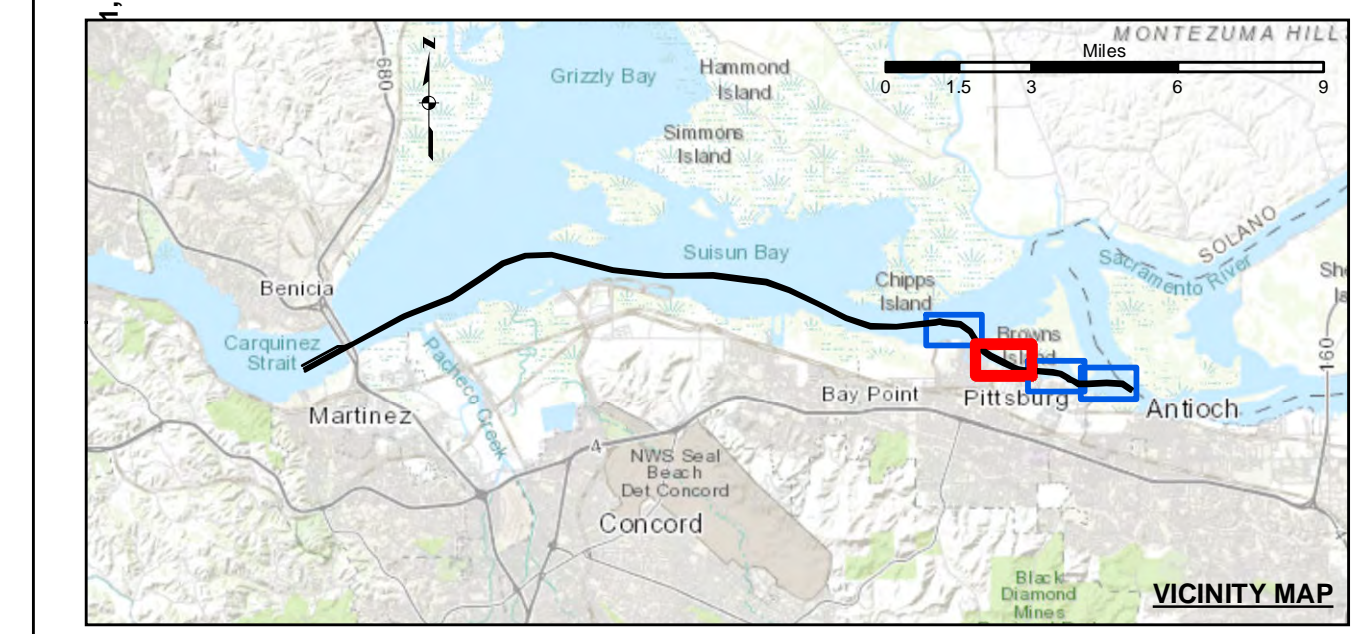 MONTEZUMA HILL
Miles
0 1.5 3 6 9
N
680
Grizzly Bay
Hammond
Island
Simmons
Island
SOLANO
Suisun Bay
Sacramento River
Chipps
Island
Benicia
Browns
Island
Carquinez
Strait
Pacheco Creek
160
Bay Point
Pittsburg
Antioch
Martinez
4
NWS Seal
Beach
Det Concord
Concord
Black
Diamond
Mines
VICINITY MAP